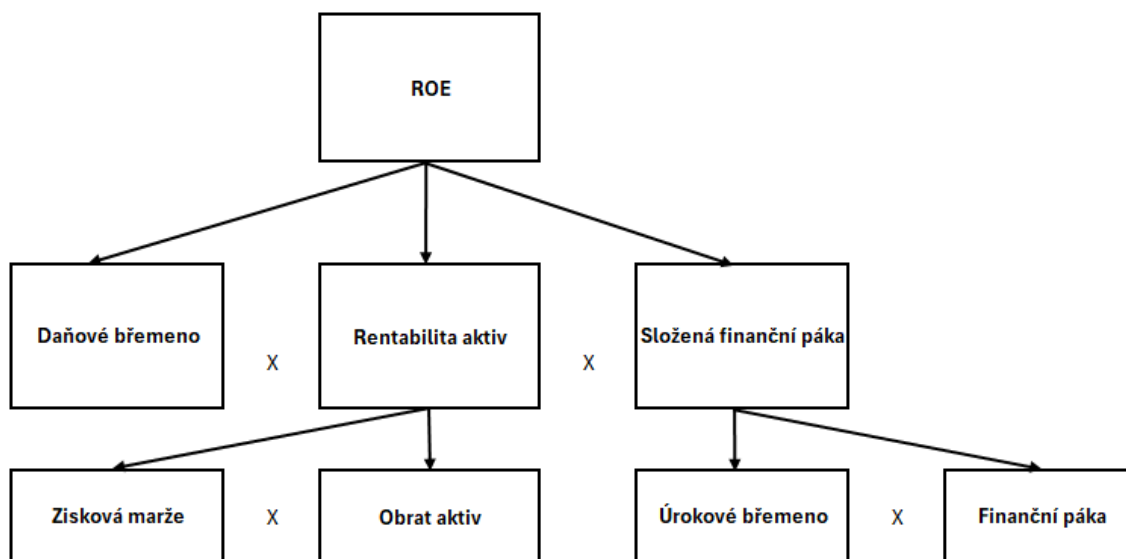 ROE
Daňové břemeno
X
Rentabilita aktiv
X
Složená finanční páka
Zisková marže
X
Obrat aktiv
Úrokové břemeno
X
Finanční páka